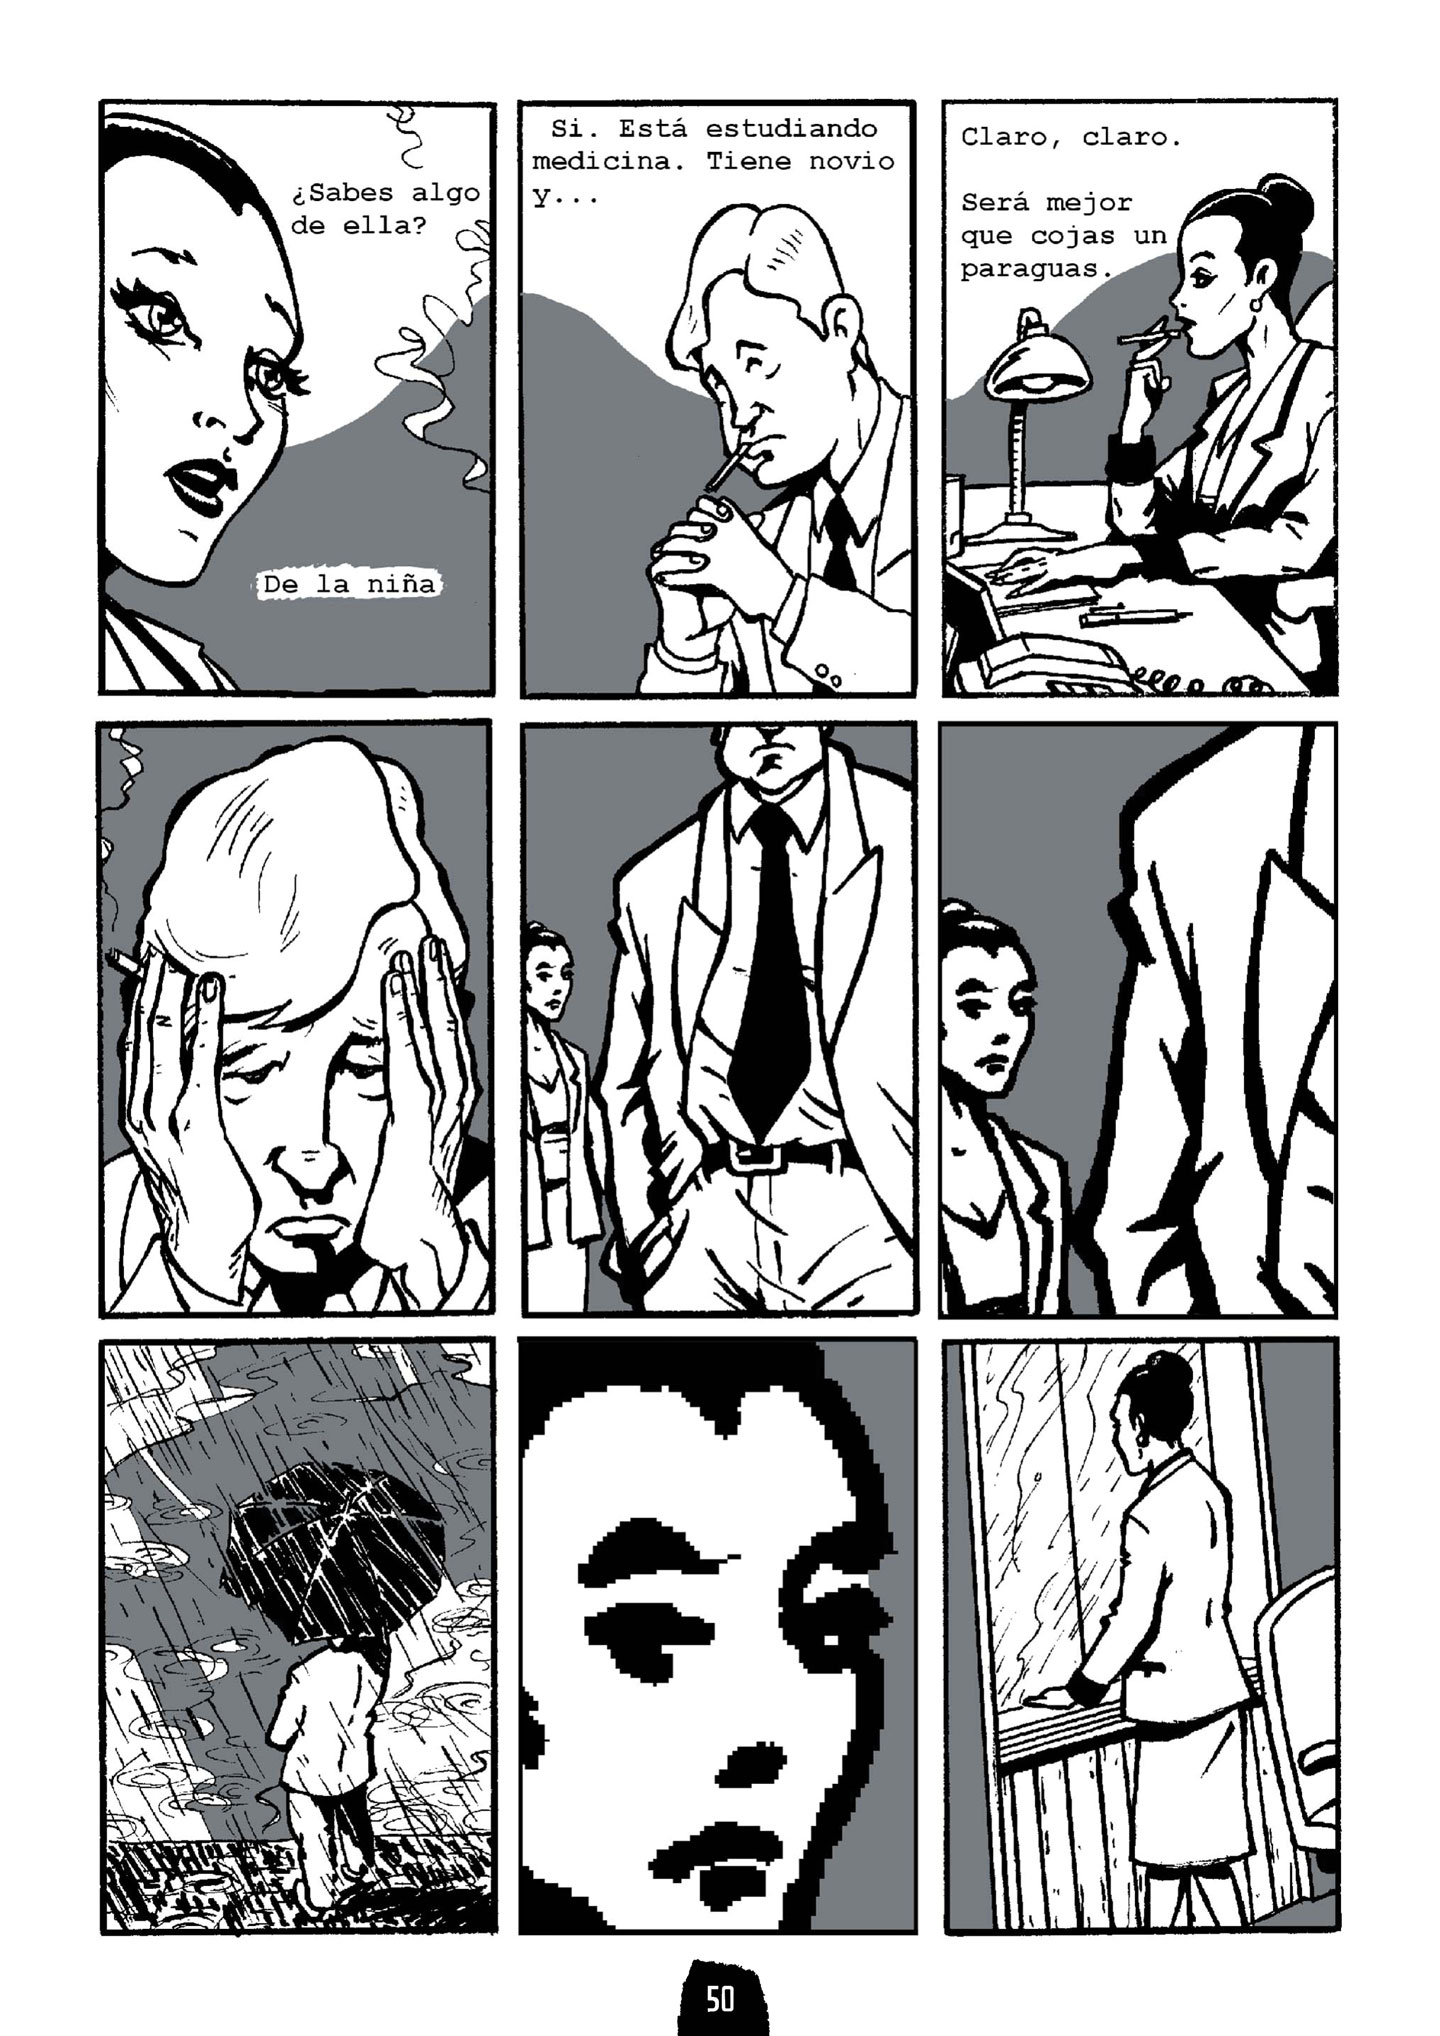 ¿Sabes algo
de ella?
De la niña
Si. Está estudiando
medicina. Tiene novio
y...
Claro, claro.
Será mejor
que cojas un
paraguas.
50